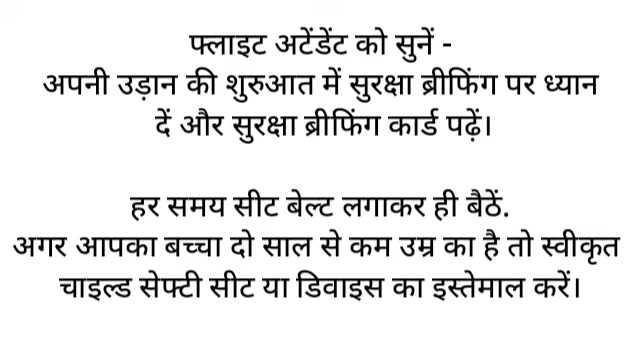 फ्लाइट अटेंडेंट को सुनें -
अपनी उड़ान की शुरुआत में सुरक्षा ब्रीफिंग पर ध्यान
दें और सुरक्षा ब्रीफिंग कार्ड पढ़ें।
हर समय सीट बेल्ट लगाकर ही बैठें.
अगर आपका बच्चा दो साल से कम उम्र का है तो स्वीकृत
चाइल्ड सेफ्टी सीट या डिवाइस का इस्तेमाल करें।